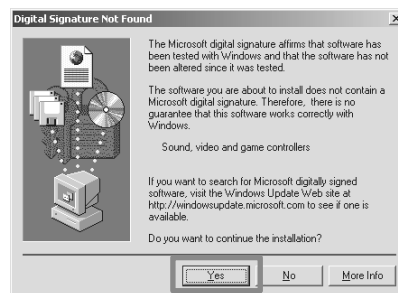 Digital Signature Not Found
The Microsoft digital signature affirms that software has
been tested with Windows and that the software has not
been altered since it was tested.
The software you are about to install does not contain a
Microsoft digital signature. Therefore, there is no
guarantee that this software works correctly with
Windows.
Sound, video and game controllers
If you want to search for Microsoft digitally signed
software, visit the Windows Update Web site at
http://windowsupdate.microsoft.com to see if one is
available.
Do you want to continue the installation?
Yes No More Info